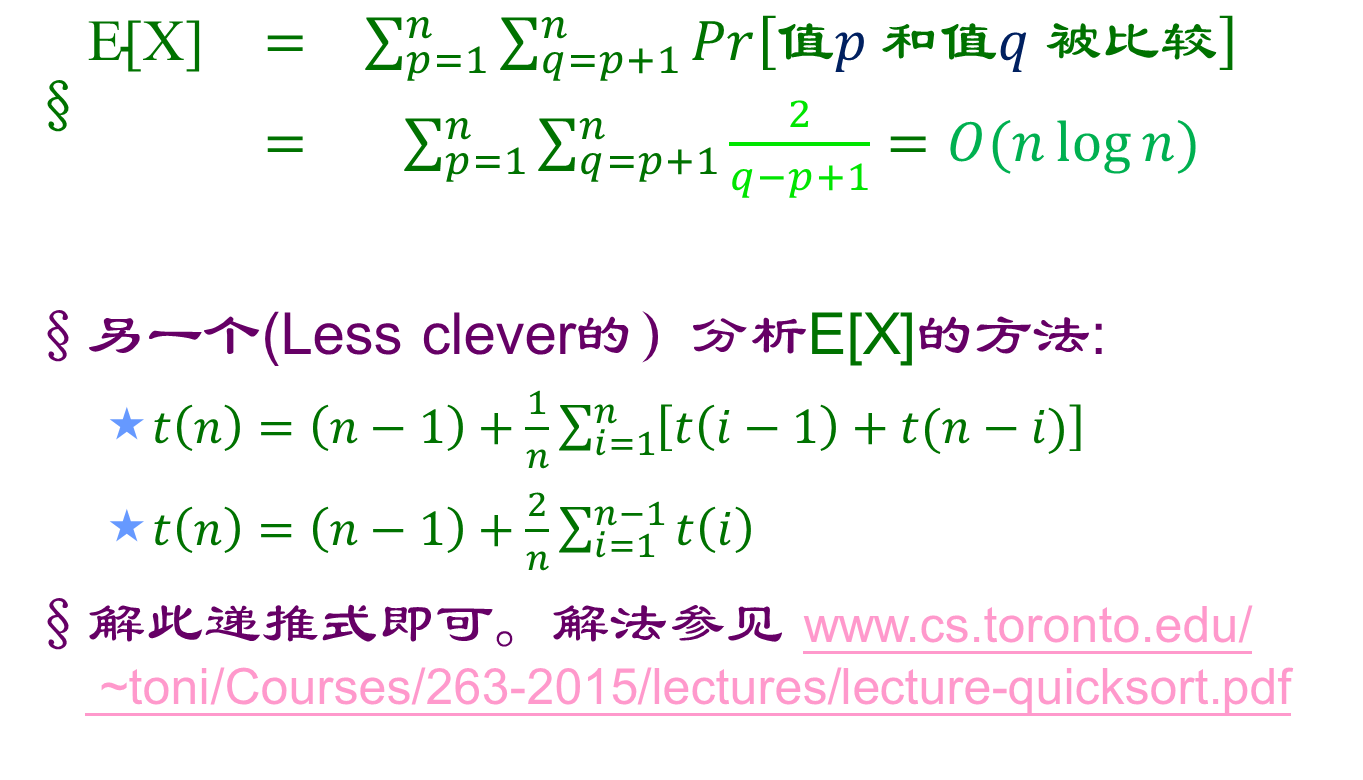 E[X] = ∑_{p=1}^{n} ∑_{q=p+1}^{n} Pr[值p 和值q 被比较]
§
= ∑_{p=1}^{n} ∑_{q=p+1}^{n} \frac{2}{q−p+1} = O(n log n)
§ 另一个(Less clever的）分析E[X]的方法:
★ t(n) = (n − 1) + \frac{1}{n} ∑_{i=1}^{n} [t(i − 1) + t(n − i)]
★ t(n) = (n − 1) + \frac{2}{n} ∑_{i=1}^{n−1} t(i)
§ 解此递推式即可。解法参见 www.cs.toronto.edu/
~toni/Courses/263-2015/lectures/lecture-quicksort.pdf